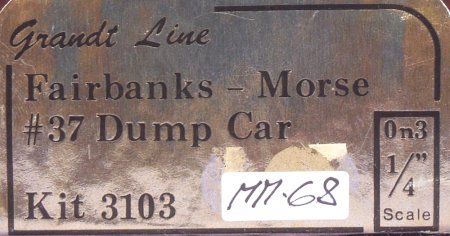 Grandt Line
Fairbanks - Morse
#37 Dump Car
Kit 3103
MM-68
On3
1/4"
Scale